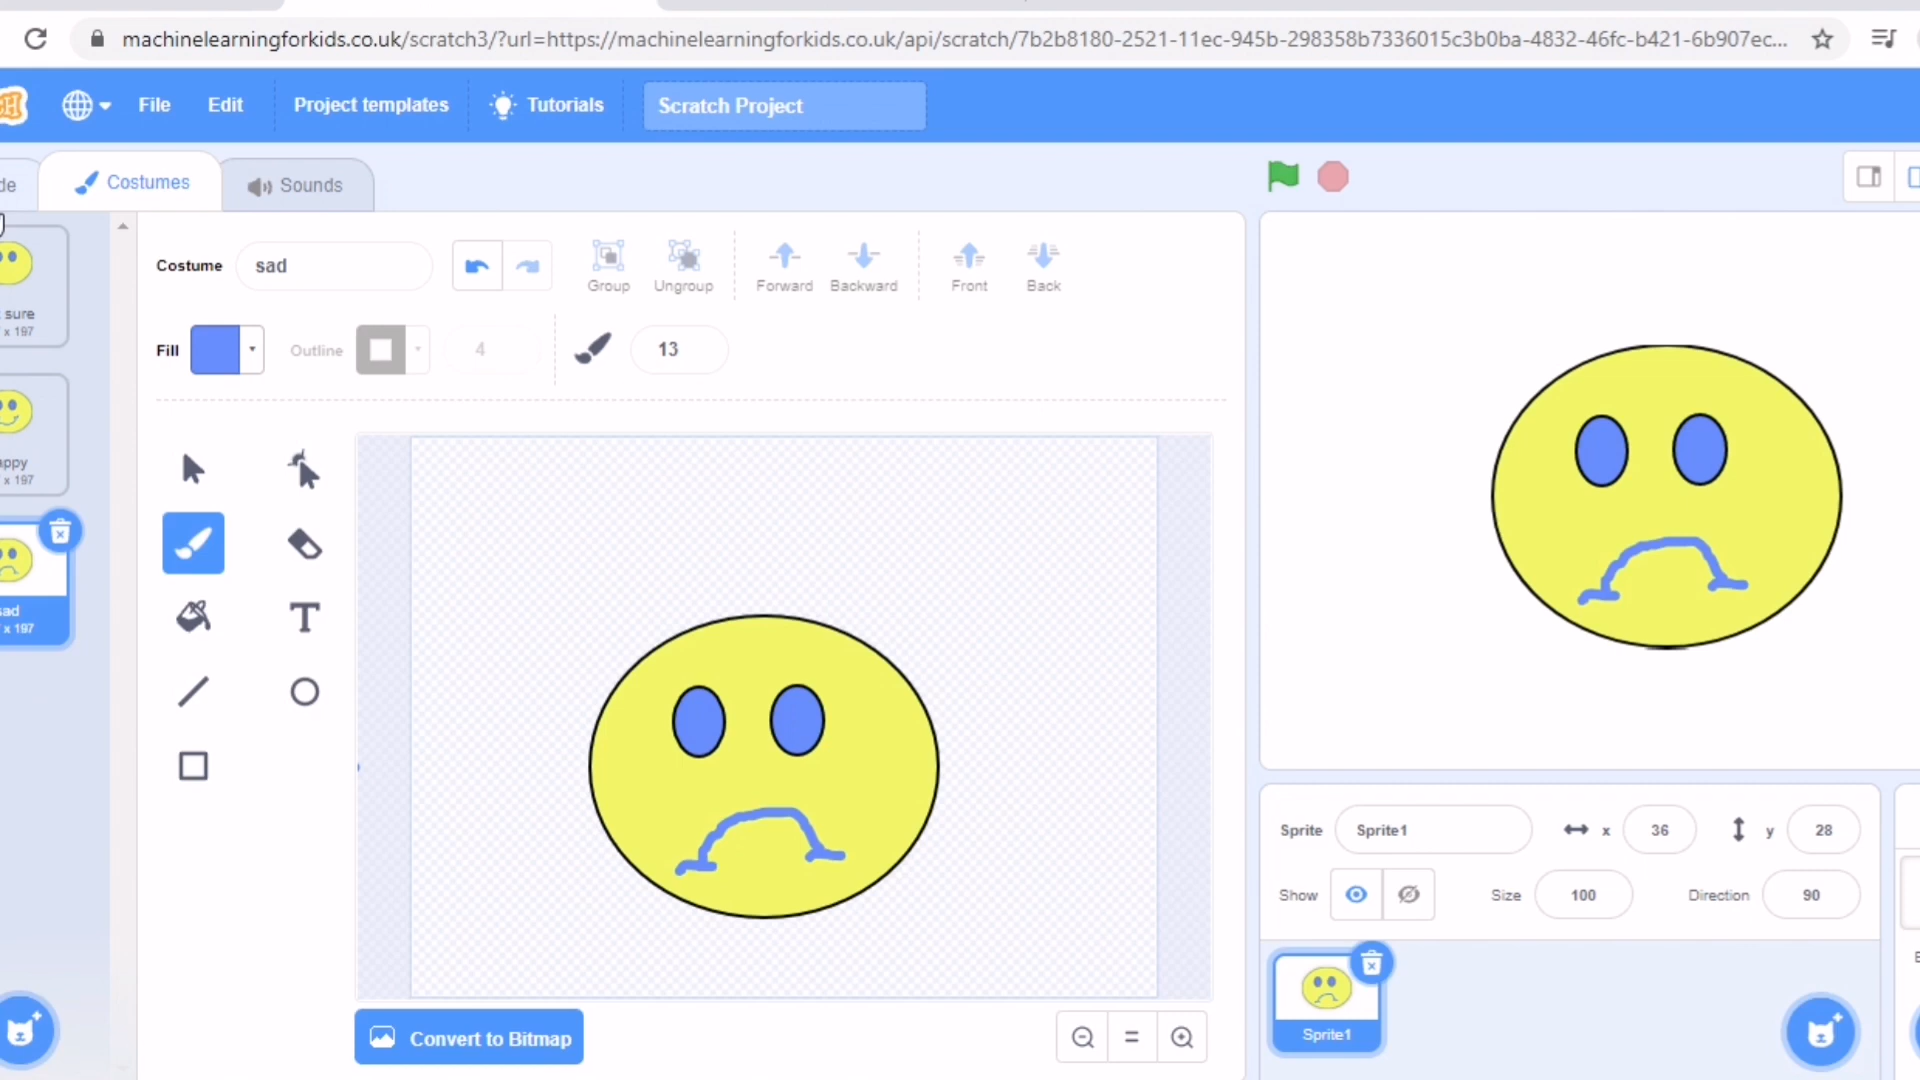 machinelearningforkids.co.uk/scratch3/?url=https://machinelearningforkids.co.uk/api/scratch/7b2b8180-2521-11ec-945b-298358b7336015c3b0ba-4832-46fc-b421-6b907ec...
File Edit Project templates Tutorials Scratch Project
de Costumes Sounds
Costume sad
Group Ungroup Forward Backward Front Back
sure
x 197
Fill Outline 4 13
appy
x 197
sad
x 197
T
Sprite Sprite1 x 36 y 28
Show Size 100 Direction 90
Sprite1
Convert to Bitmap